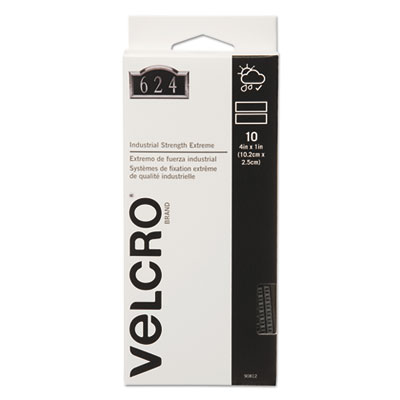 624
Industrial Strength Extreme
Extremo de fuerza industrial
Systèmes de fixation extrême
de qualité industrielle
10
4in x 1in
(10.2cm x
2.5cm)
VELCRO®
BRAND
90812